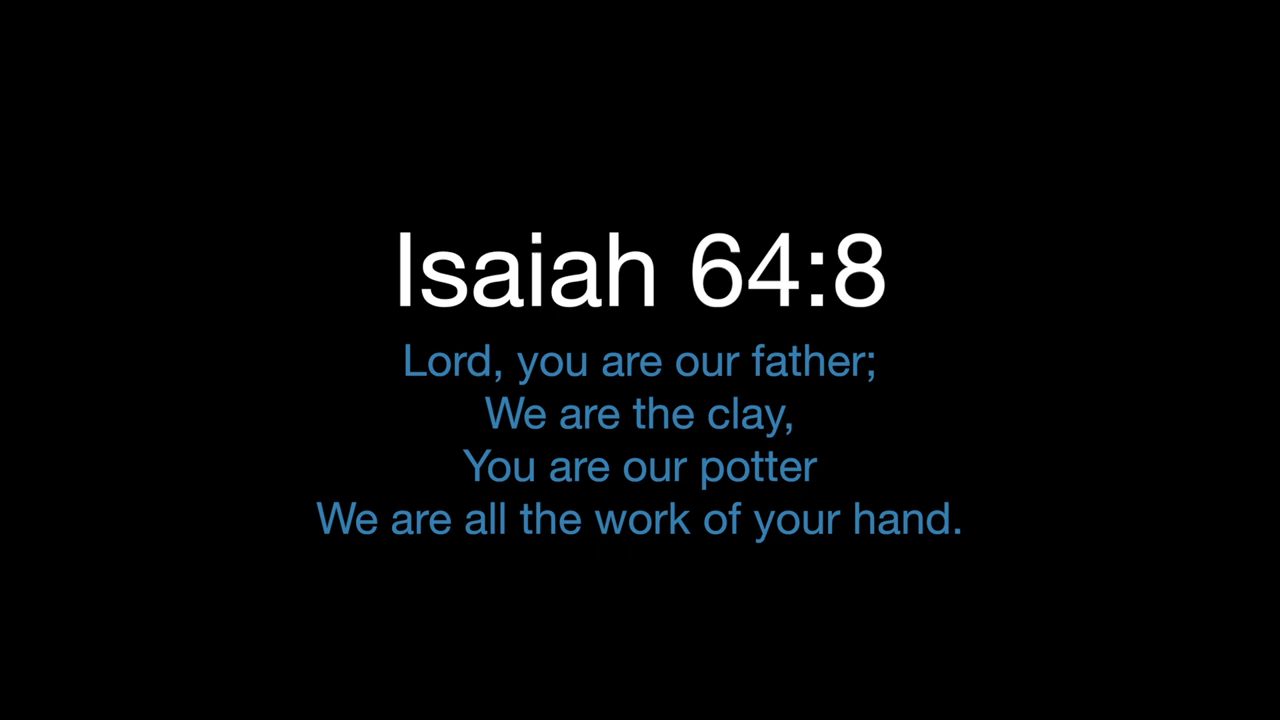 Isaiah 64:8
Lord, you are our father;
We are the clay,
You are our potter
We are all the work of your hand.